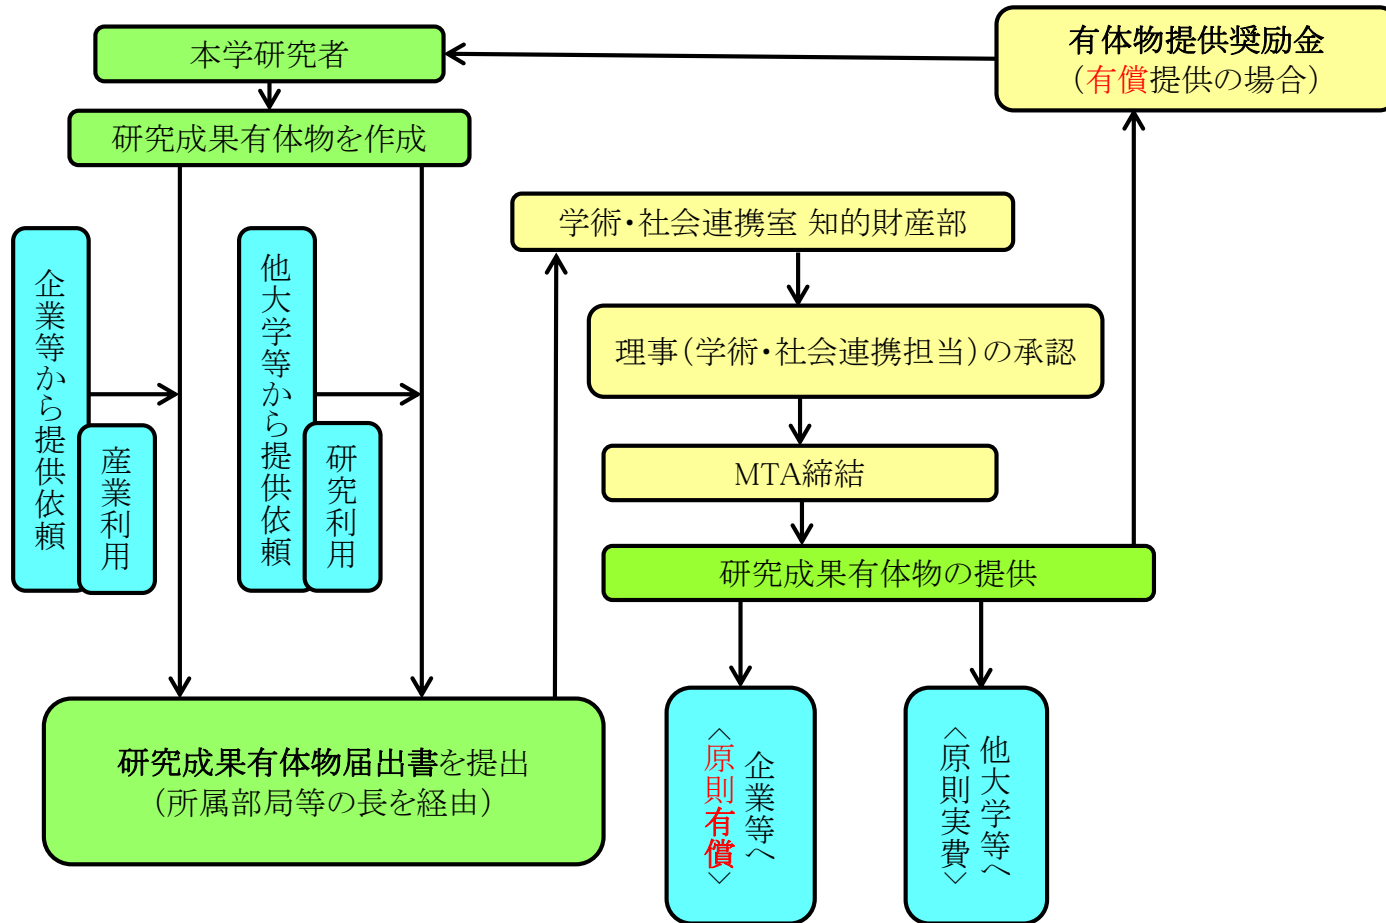 本学研究者
研究成果有体物を作成
企業等から提供依頼
産業利用
他大学等から提供依頼
研究利用
研究成果有体物届出書を提出
(所属部局等の長を経由)
学術・社会連携室 知的財産部
理事(学術・社会連携担当)の承認
MTA締結
研究成果有体物の提供
企業等へ
〈原則有償〉
他大学等へ
〈原則実費〉
有体物提供奨励金
(有償提供の場合)